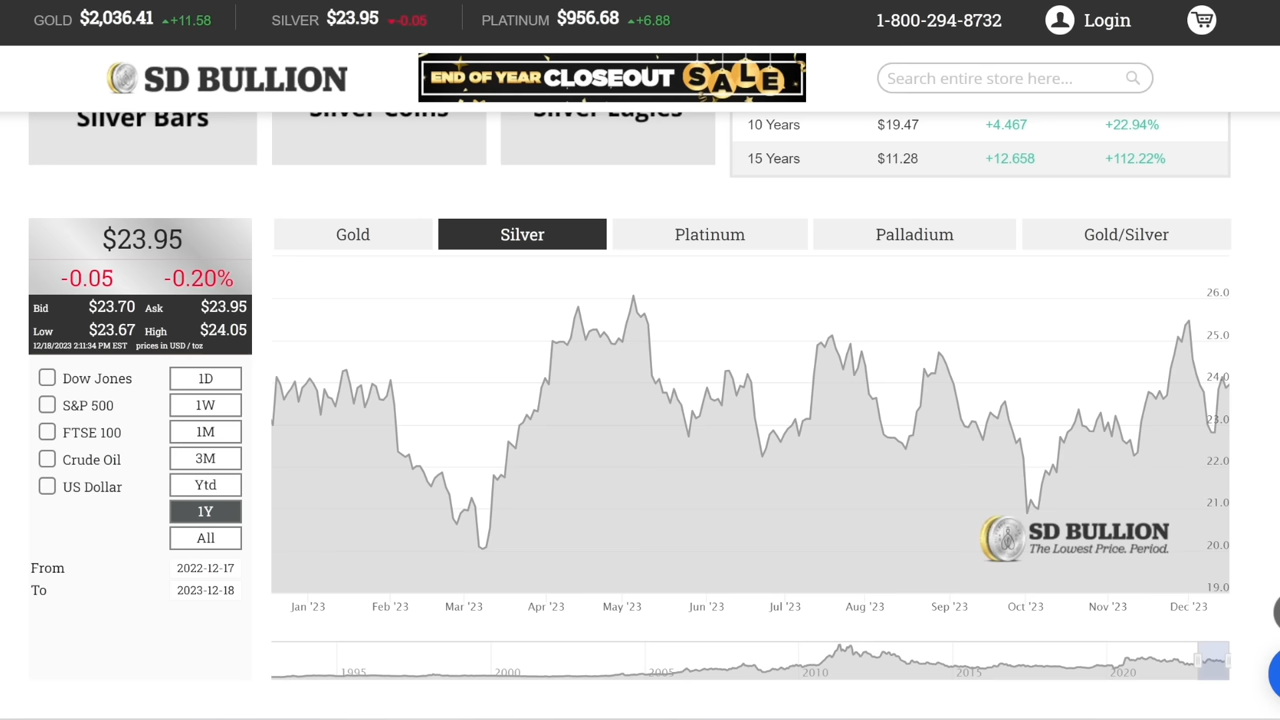 GOLD $2,036.41 +11.58 SILVER $23.95 -0.05 PLATINUM $956.68 +6.88 1-800-294-8732 Login
SD BULLION END OF YEAR CLOSEOUT SALE Search entire store here...
Silver Bars Silver Coins Silver Eagles
10 Years $19.47 +4.467 +22.94%
15 Years $11.28 +12.658 +112.22%
$23.95
-0.05 -0.20%
Bid $23.70 Ask $23.95
Low $23.67 High $24.05
12/18/2023 2:11:34 PM EST prices in USD / toz
Dow Jones 1D
S&P 500 1W
FTSE 100 1M
Crude Oil 3M
US Dollar Ytd
1Y
All
From 2022-12-17
To 2023-12-18
Gold Silver Platinum Palladium Gold/Silver
26.0
25.0
24.0
23.0
22.0
21.0
20.0
19.0
SD BULLION
The Lowest Price. Period.
Jan '23 Feb '23 Mar '23 Apr '23 May '23 Jun '23 Jul '23 Aug '23 Sep '23 Oct '23 Nov '23 Dec '23
1995 2000 2005 2010 2015 2020